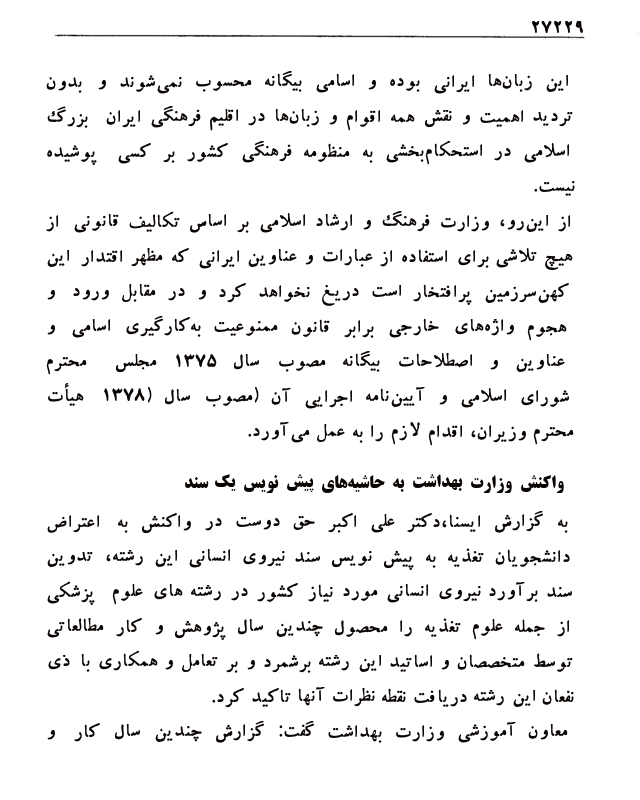 ۲۷۲۲۹
این زبان‌ها ایرانی بوده و اسامی بیگانه محسوب نمی‌شوند و بدون
تردید اهمیت و نقش همه اقوام و زبان‌ها در اقلیم فرهنگی ایران بزرگ
اسلامی در استحکام‌بخشی به منظومه فرهنگی کشور بر کسی پوشیده
نیست.
از این‌رو، وزارت فرهنگ و ارشاد اسلامی بر اساس تکالیف قانونی از
هیچ تلاشی برای استفاده از عبارات و عناوین ایرانی که مظهر اقتدار این
کهن‌سرزمین پرافتخار است دریغ نخواهد کرد و در مقابل ورود و
هجوم واژه‌های خارجی برابر قانون ممنوعیت به‌کارگیری اسامی و
عناوین و اصطلاحات بیگانه مصوب سال ۱۳۷۵ مجلس محترم
شورای اسلامی و آیین‌نامه اجرایی آن (مصوب سال (۱۳۷۸ هیأت
محترم وزیران، اقدام لازم را به عمل می‌آورد.
واکنش وزارت بهداشت به حاشیه‌های پیش نویس یک سند
به گزارش ایسنا،دکتر علی اکبر حق دوست در واکنش به اعتراض
دانشجویان تغذیه به پیش نویس سند نیروی انسانی این رشته، تدوین
سند برآورد نیروی انسانی مورد نیاز کشور در رشته های علوم پزشکی
از جمله علوم تغذیه را محصول چندین سال پژوهش و کار مطالعاتی
توسط متخصصان و اساتید این رشته برشمرد و بر تعامل و همکاری با ذی
نفعان این رشته دریافت نقطه نظرات آنها تاکید کرد.
معاون آموزشی وزارت بهداشت گفت: گزارش چندین سال کار و